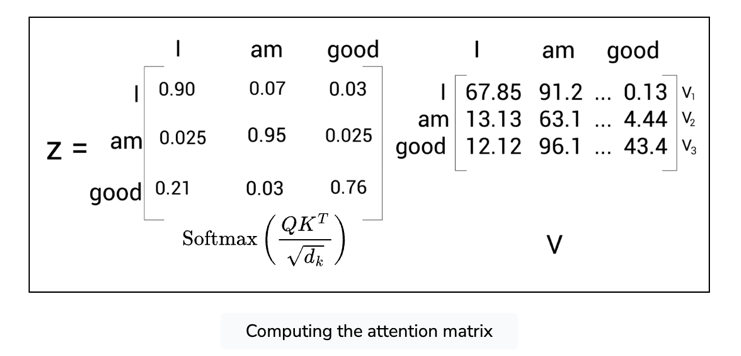 I am good I am good
I 0.90 0.07 0.03 I 67.85 91.2 ... 0.13 V₁
am 0.025 0.95 0.025 am 13.13 63.1 ... 4.44 V₂
good 0.21 0.03 0.76 good 12.12 96.1 ... 43.4 V₃
Z =
Softmax (QKᵀ / √dₖ) V
Computing the attention matrix